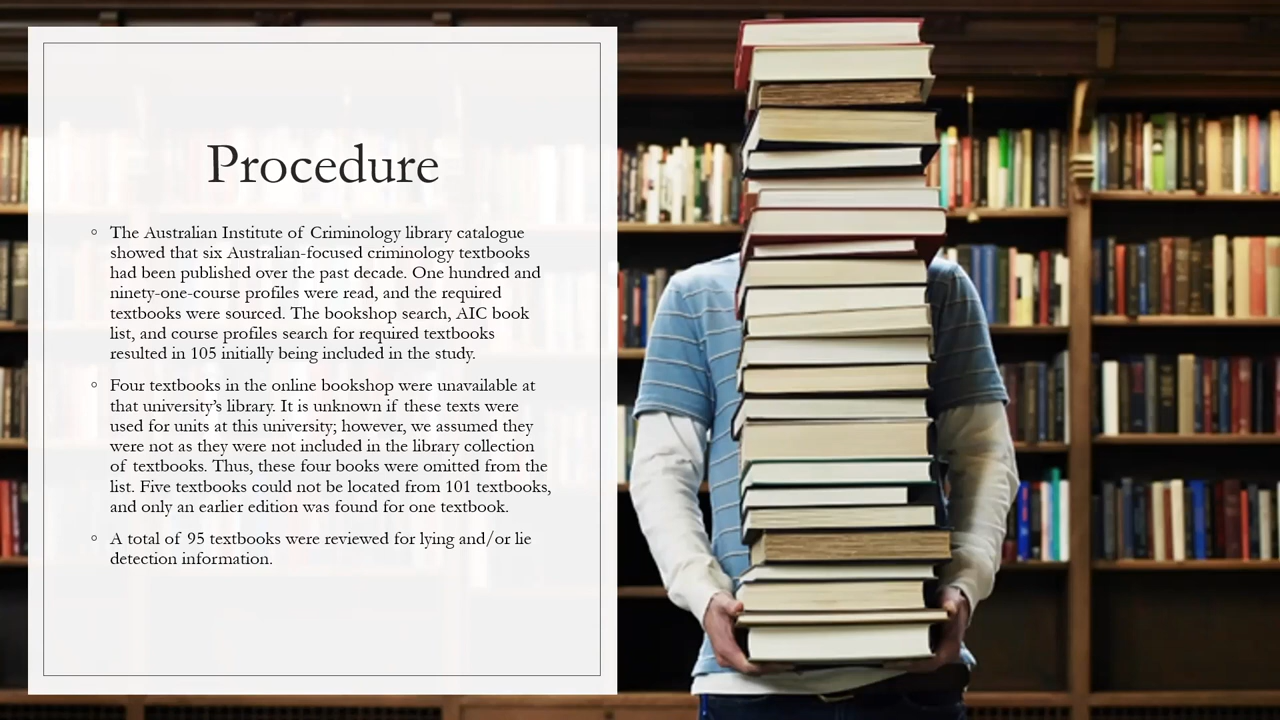 Procedure
◦ The Australian Institute of Criminology library catalogue
showed that six Australian-focused criminology textbooks
had been published over the past decade. One hundred and
ninety-one-course profiles were read, and the required
textbooks were sourced. The bookshop search, AIC book
list, and course profiles search for required textbooks
resulted in 105 initially being included in the study.
◦ Four textbooks in the online bookshop were unavailable at
that university’s library. It is unknown if these texts were
used for units at this university; however, we assumed they
were not as they were not included in the library collection
of textbooks. Thus, these four books were omitted from the
list. Five textbooks could not be located from 101 textbooks,
and only an earlier edition was found for one textbook.
◦ A total of 95 textbooks were reviewed for lying and/or lie
detection information.